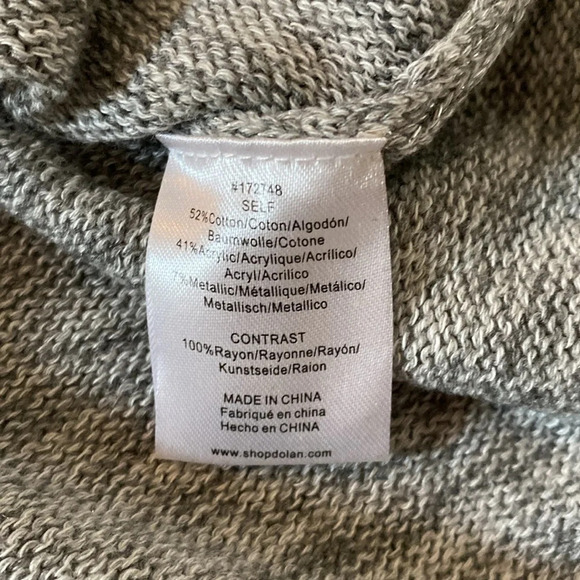 #172748
SELF
52%Cotton/Coton/Algodón/
Baumwolle/Cotone
41%Acrylic/Acrylique/Acrílico/
Acryl/Acrilico
7%Metallic/Métallique/Metálico/
Metallisch/Metallico
CONTRAST
100%Rayon/Rayonne/Rayón/
Kunstseide/Raion
MADE IN CHINA
Fabriqué en china
Hecho en CHINA
www.shopdolan.com